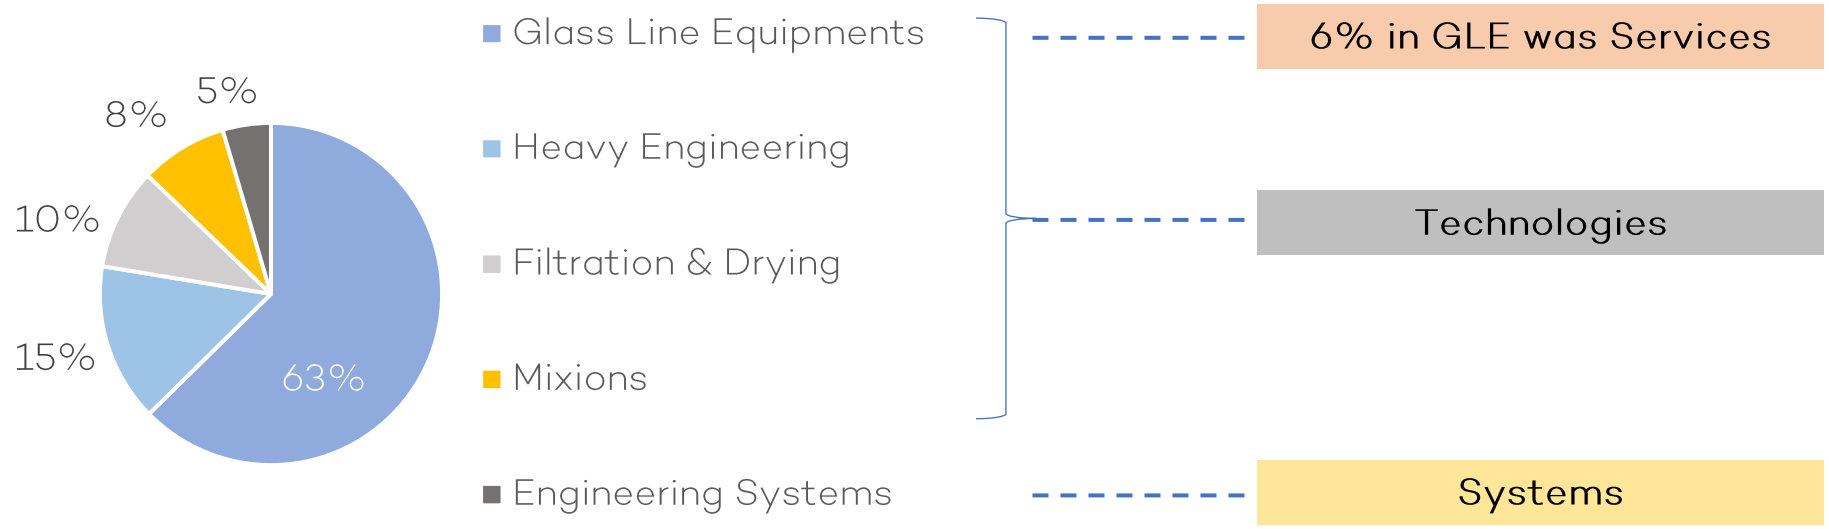 5%
8%
10%
15%
63%
Glass Line Equipments
Heavy Engineering
Filtration & Drying
Mixions
Engineering Systems
6% in GLE was Services
Technologies
Systems